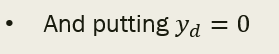 • And putting $y_d = 0$